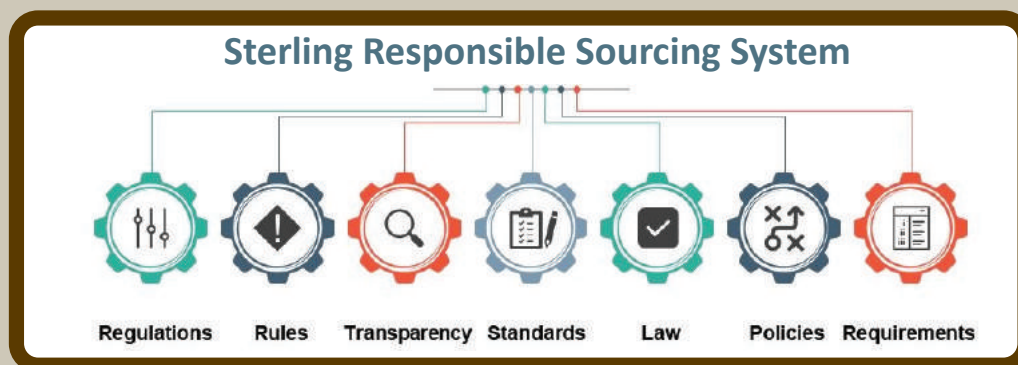 Sterling Responsible Sourcing System
Regulations Rules Transparency Standards Law Policies Requirements